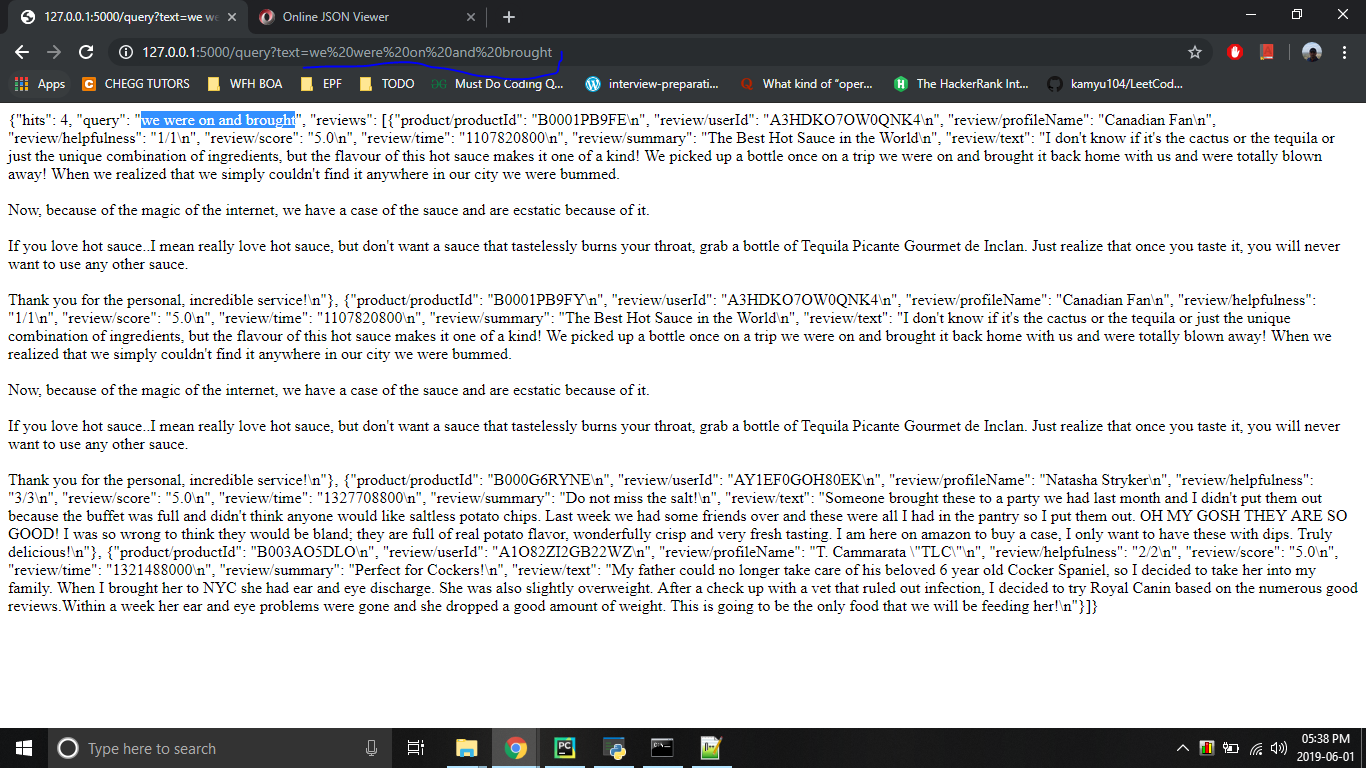 127.0.0.1:5000/query?text=we we
Online JSON Viewer
127.0.0.1:5000/query?text=we%20were%20on%20and%20brought
Apps CHEGG TUTORS WFH BOA EPF TODO Must Do Coding Q... interview-preparati... What kind of "oper... The HackerRank Int... kamyu104/LeetCod...
{"hits": 4, "query": "we were on and brought", "reviews": [{"product/productId": "B0001PB9FE\n", "review/userId": "A3HDKO7OW0QNK4\n", "review/profileName": "Canadian Fan\n",
"review/helpfulness": "1/1\n", "review/score": "5.0\n", "review/time": "1107820800\n", "review/summary": "The Best Hot Sauce in the World\n", "review/text": "I don't know if it's the cactus or the tequila or
just the unique combination of ingredients, but the flavour of this hot sauce makes it one of a kind! We picked up a bottle once on a trip we were on and brought it back home with us and were totally blown
away! When we realized that we simply couldn't find it anywhere in our city we were bummed.
Now, because of the magic of the internet, we have a case of the sauce and are ecstatic because of it.
If you love hot sauce..I mean really love hot sauce, but don't want a sauce that tastelessly burns your throat, grab a bottle of Tequila Picante Gourmet de Inclan. Just realize that once you taste it, you will never
want to use any other sauce.
Thank you for the personal, incredible service!\n"}, {"product/productId": "B0001PB9FY\n", "review/userId": "A3HDKO7OW0QNK4\n", "review/profileName": "Canadian Fan\n", "review/helpfulness":
"1/1\n", "review/score": "5.0\n", "review/time": "1107820800\n", "review/summary": "The Best Hot Sauce in the World\n", "review/text": "I don't know if it's the cactus or the tequila or just the unique
combination of ingredients, but the flavour of this hot sauce makes it one of a kind! We picked up a bottle once on a trip we were on and brought it back home with us and were totally blown away! When we
realized that we simply couldn't find it anywhere in our city we were bummed.
Now, because of the magic of the internet, we have a case of the sauce and are ecstatic because of it.
If you love hot sauce..I mean really love hot sauce, but don't want a sauce that tastelessly burns your throat, grab a bottle of Tequila Picante Gourmet de Inclan. Just realize that once you taste it, you will never
want to use any other sauce.
Thank you for the personal, incredible service!\n"}, {"product/productId": "B000G6RYNE\n", "review/userId": "AY1EF0GOH80EK\n", "review/profileName": "Natasha Stryker\n", "review/helpfulness":
"3/3\n", "review/score": "5.0\n", "review/time": "1327708800\n", "review/summary": "Do not miss the salt!\n", "review/text": "Someone brought these to a party we had last month and I didn't put them out
because the buffet was full and didn't think anyone would like saltless potato chips. Last week we had some friends over and these were all I had in the pantry so I put them out. OH MY GOSH THEY ARE SO
GOOD! I was so wrong to think they would be bland; they are full of real potato flavor, wonderfully crisp and very fresh tasting. I am here on amazon to buy a case, I only want to have these with dips. Truly
delicious!\n"}, {"product/productId": "B003AO5DLO\n", "review/userId": "A1O82ZI2GB22WZ\n", "review/profileName": "T. Cammarata \"TLC\"\n", "review/helpfulness": "2/2\n", "review/score": "5.0\n",
"review/time": "1321488000\n", "review/summary": "Perfect for Cockers!\n", "review/text": "My father could no longer take care of his beloved 6 year old Cocker Spaniel, so I decided to take her into my
family. When I brought her to NYC she had ear and eye discharge. She was also slightly overweight. After a check up with a vet that ruled out infection, I decided to try Royal Canin based on the numerous good
reviews.Within a week her ear and eye problems were gone and she dropped a good amount of weight. This is going to be the only food that we will be feeding her!\n"}]}
Type here to search
PC
05:38 PM
2019-06-01